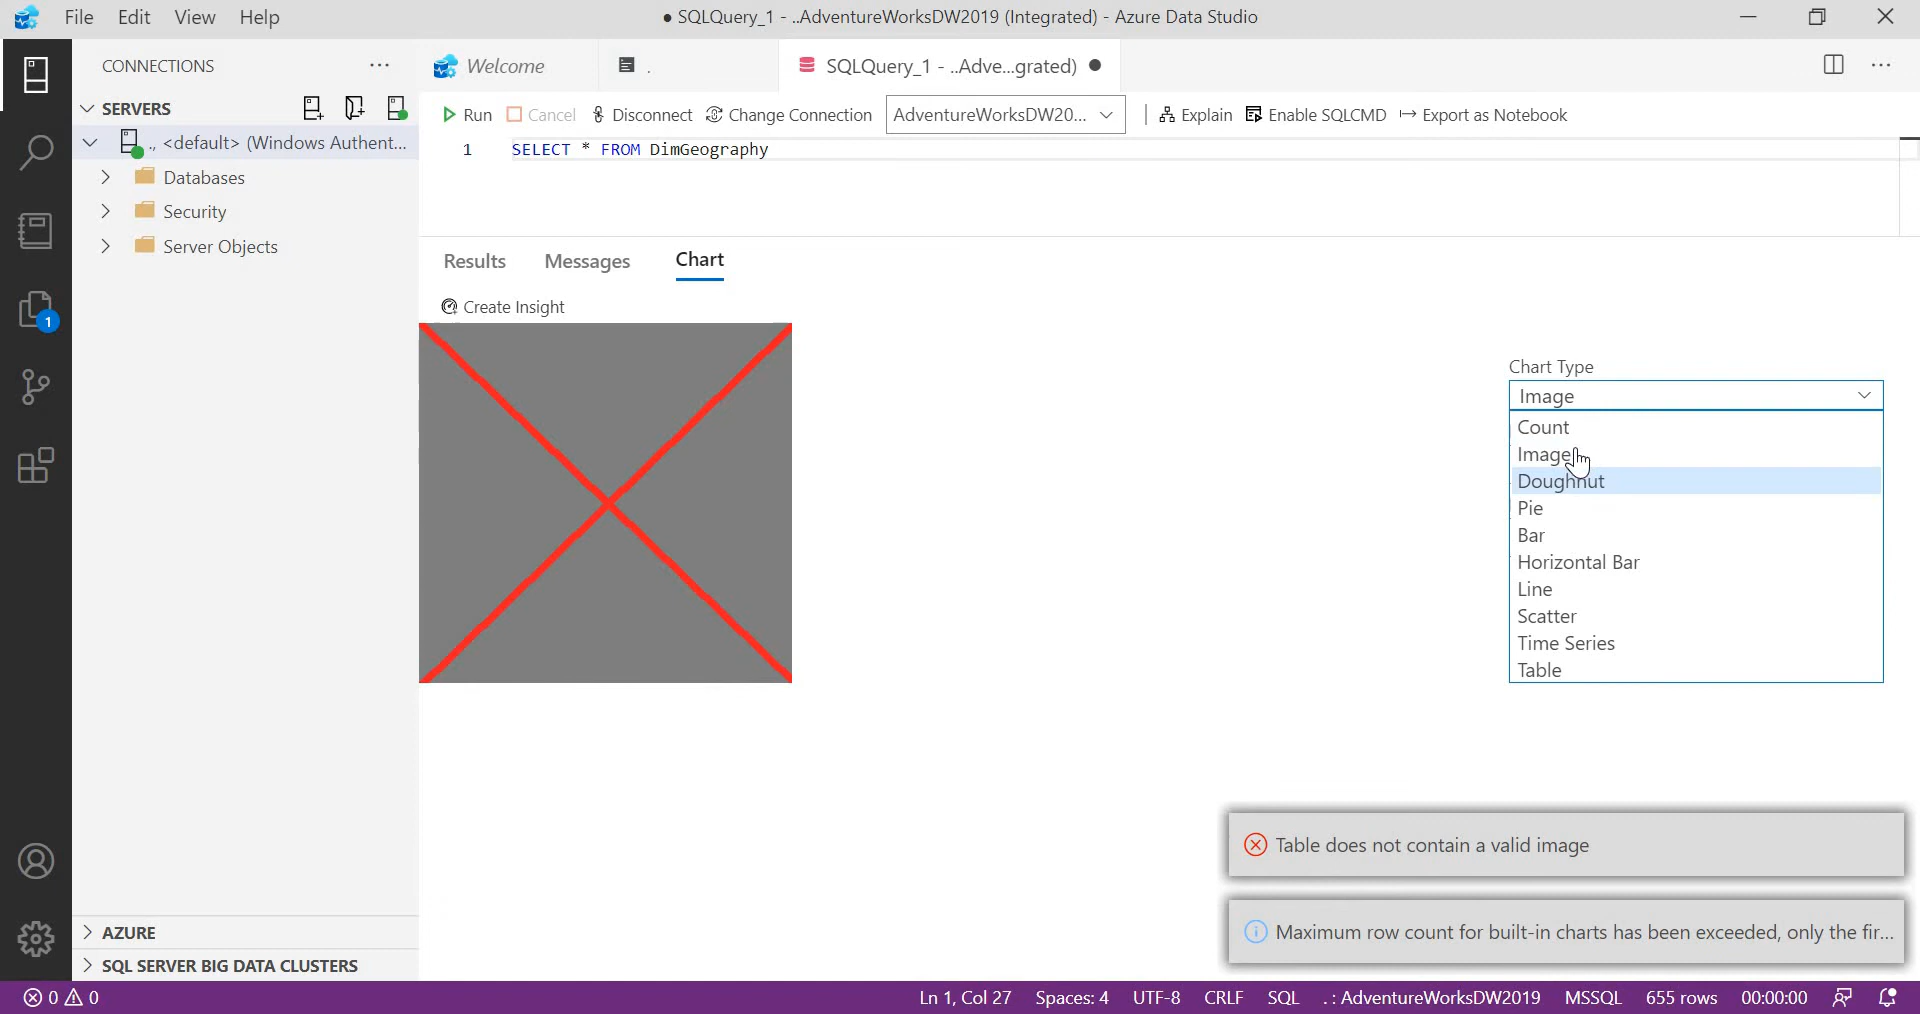 File Edit View Help
● SQLQuery_1 - ..AdventureWorksDW2019 (Integrated) - Azure Data Studio
CONNECTIONS
Welcome
.
SQLQuery_1 - ..Adve...grated)
SERVERS
Run Cancel Disconnect Change Connection AdventureWorksDW20... Explain Enable SQLCMD Export as Notebook
., <default> (Windows Authent...
1 SELECT * FROM DimGeography
Databases
Security
Server Objects
Results Messages Chart
Create Insight
Chart Type
Image
Count
Image
Doughnut
Pie
Bar
Horizontal Bar
Line
Scatter
Time Series
Table
1
Table does not contain a valid image
Maximum row count for built-in charts has been exceeded, only the fir...
AZURE
SQL SERVER BIG DATA CLUSTERS
0 0 Ln 1, Col 27 Spaces: 4 UTF-8 CRLF SQL . : AdventureWorksDW2019 MSSQL 655 rows 00:00:00